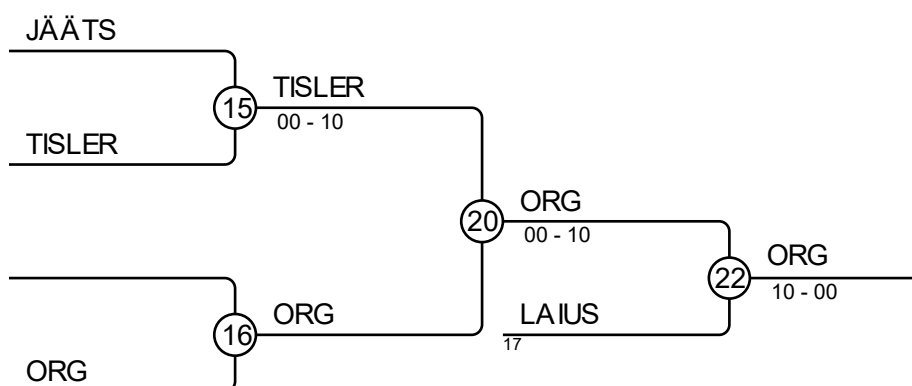 JÄÄTS
15
TISLER
00 - 10
TISLER
20
ORG
00 - 10
22
ORG
10 - 00
16
ORG
LAIUS
17
ORG